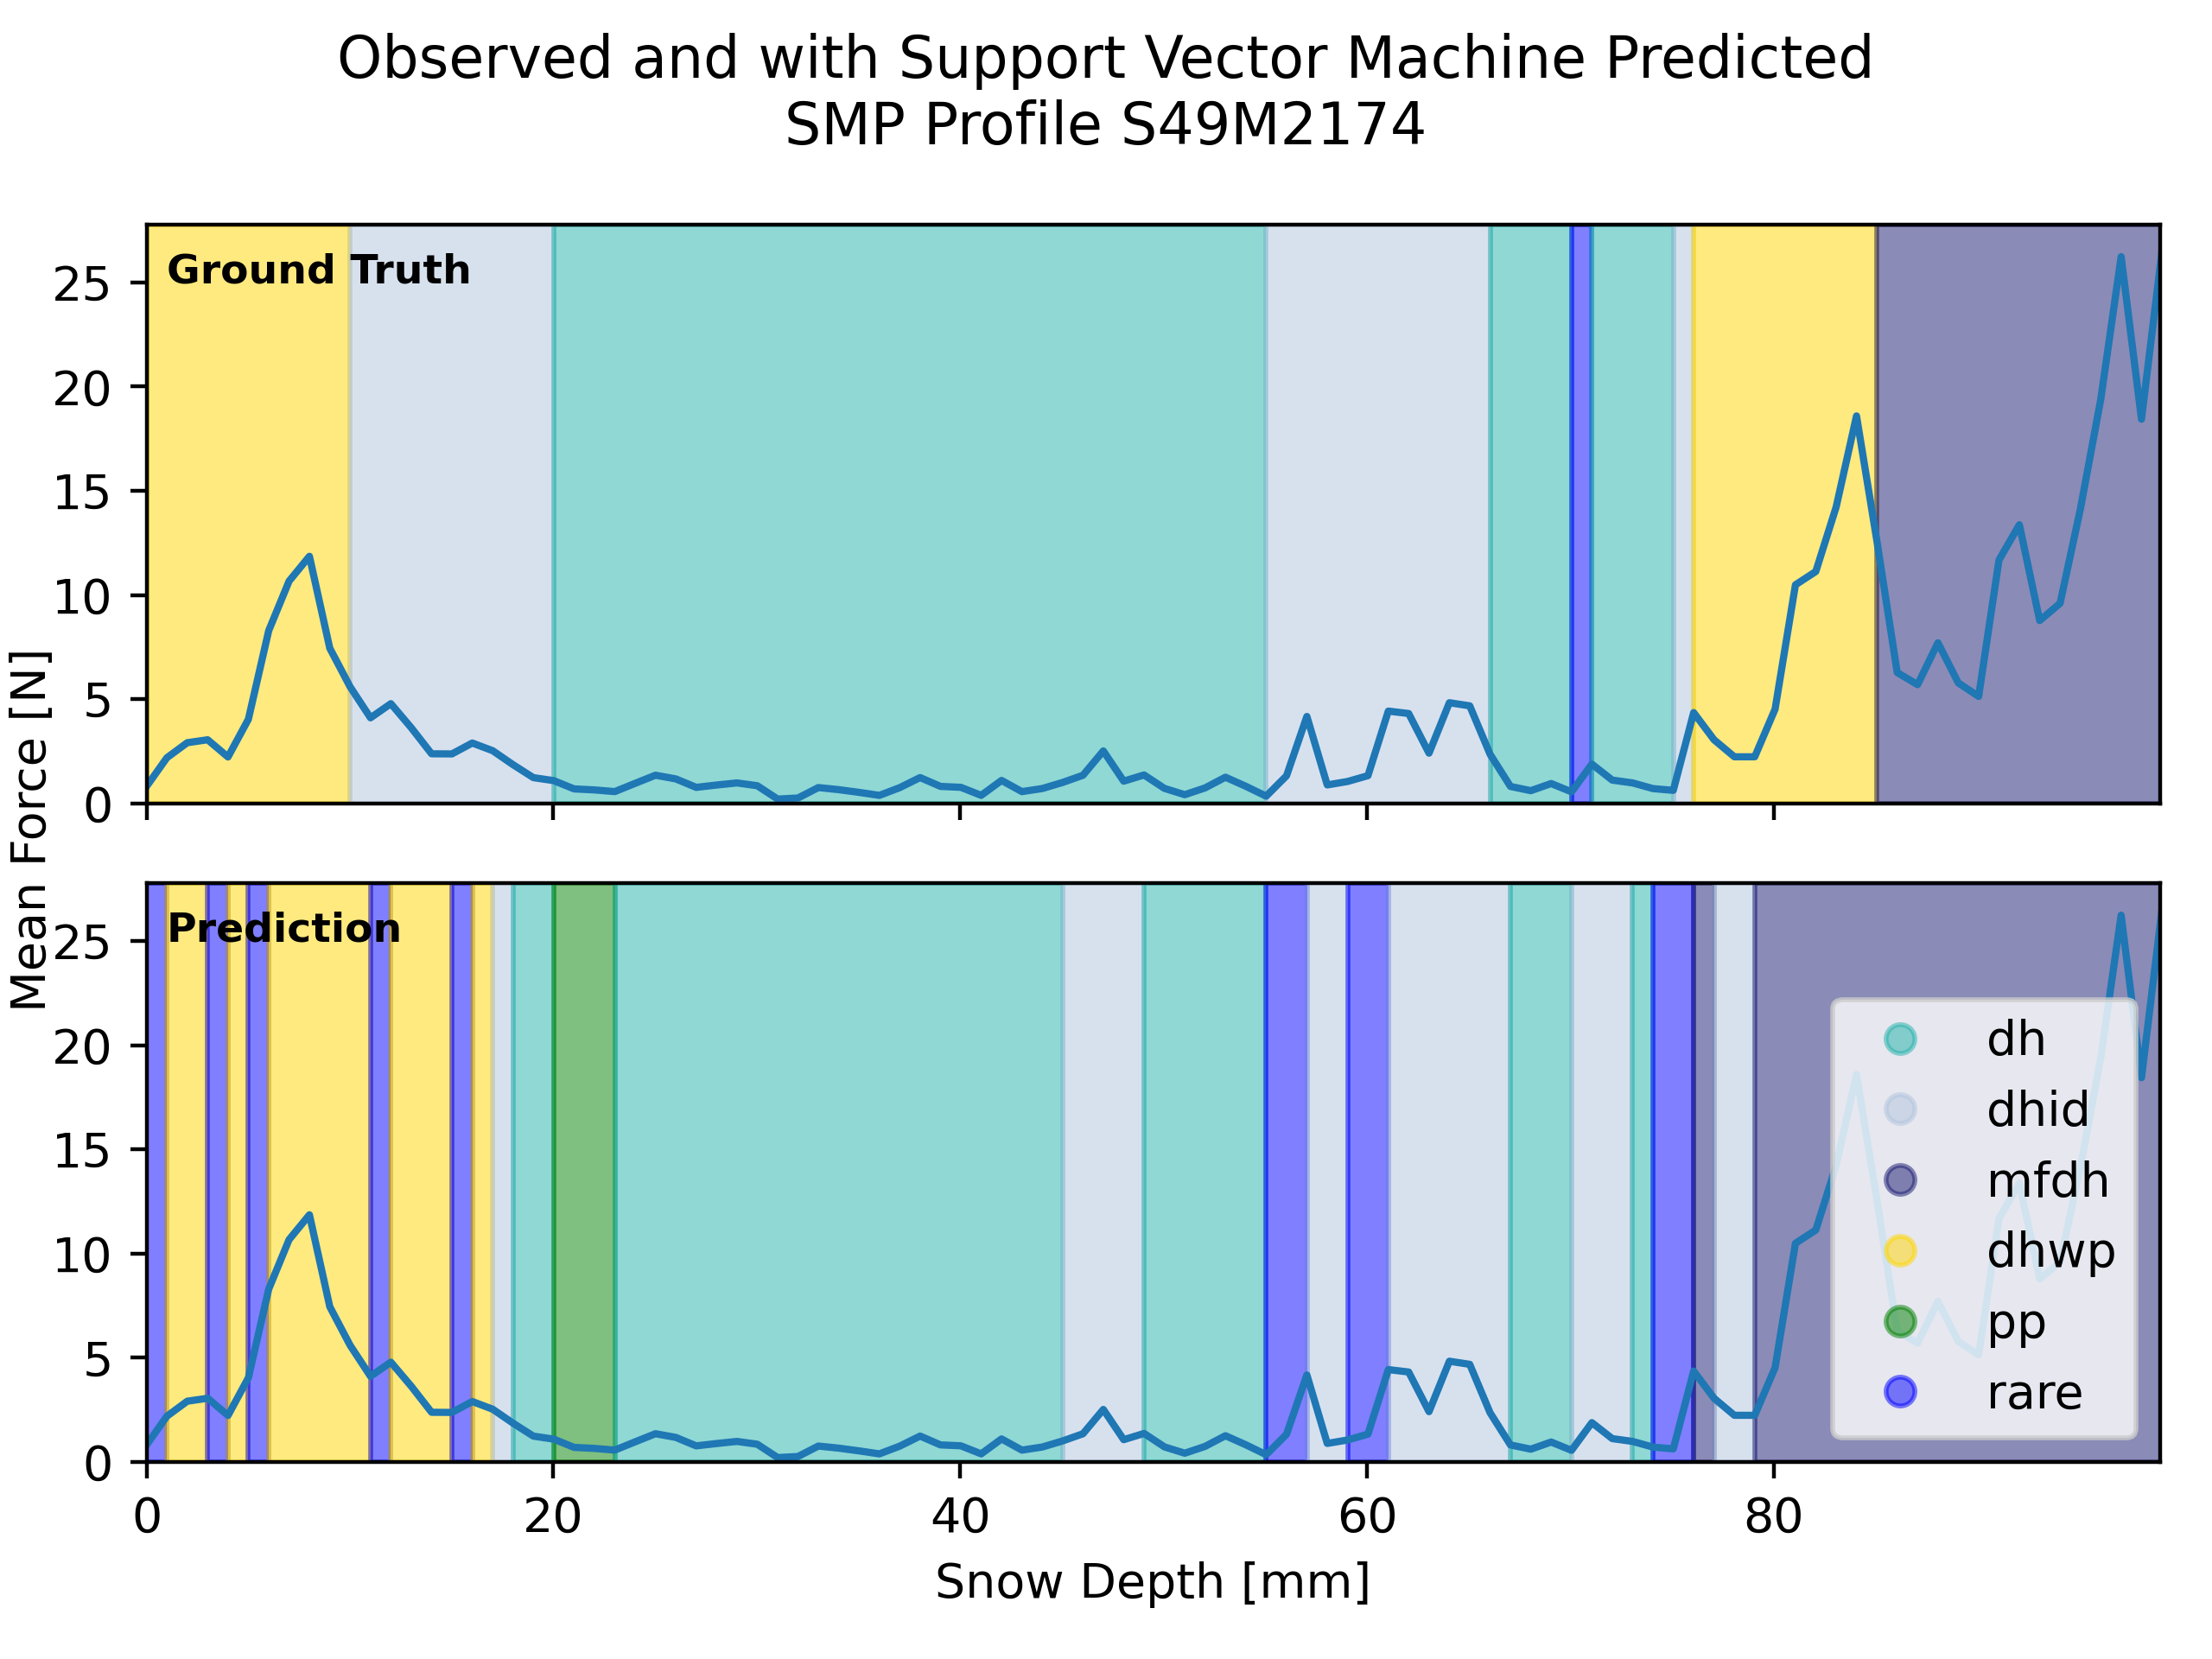 Observed and with Support Vector Machine Predicted
SMP Profile S49M2174
Ground Truth
25
20
15
10
5
0
Mean Force [N]
Prediction
25
20
15
10
5
0
dh
dhid
mfdh
dhwp
pp
rare
0 20 40 60 80
Snow Depth [mm]